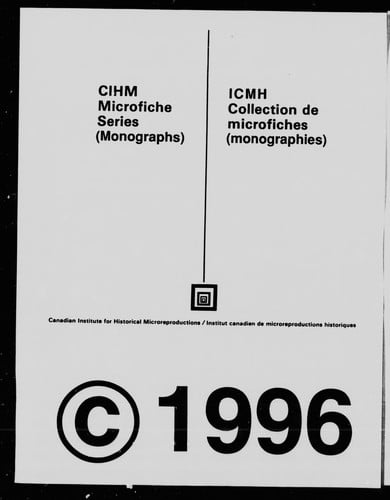 CIHM
Microfiche
Series
(Monographs)
ICMH
Collection de
microfiches
(monographies)
Canadian Institute for Historical Microreproductions / Institut canadien de microreproductions historiques
© 1996